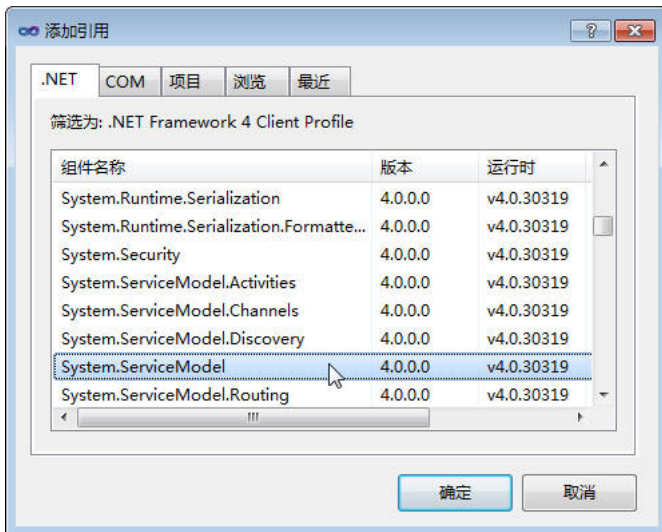 添加引用
.NET COM 项目 浏览 最近
筛选为: .NET Framework 4 Client Profile
组件名称 版本 运行时
System.Runtime.Serialization 4.0.0.0 v4.0.30319
System.Runtime.Serialization.Formatte... 4.0.0.0 v4.0.30319
System.Security 4.0.0.0 v4.0.30319
System.ServiceModel.Activities 4.0.0.0 v4.0.30319
System.ServiceModel.Channels 4.0.0.0 v4.0.30319
System.ServiceModel.Discovery 4.0.0.0 v4.0.30319
System.ServiceModel 4.0.0.0 v4.0.30319
System.ServiceModel.Routing 4.0.0.0 v4.0.30319
确定 取消